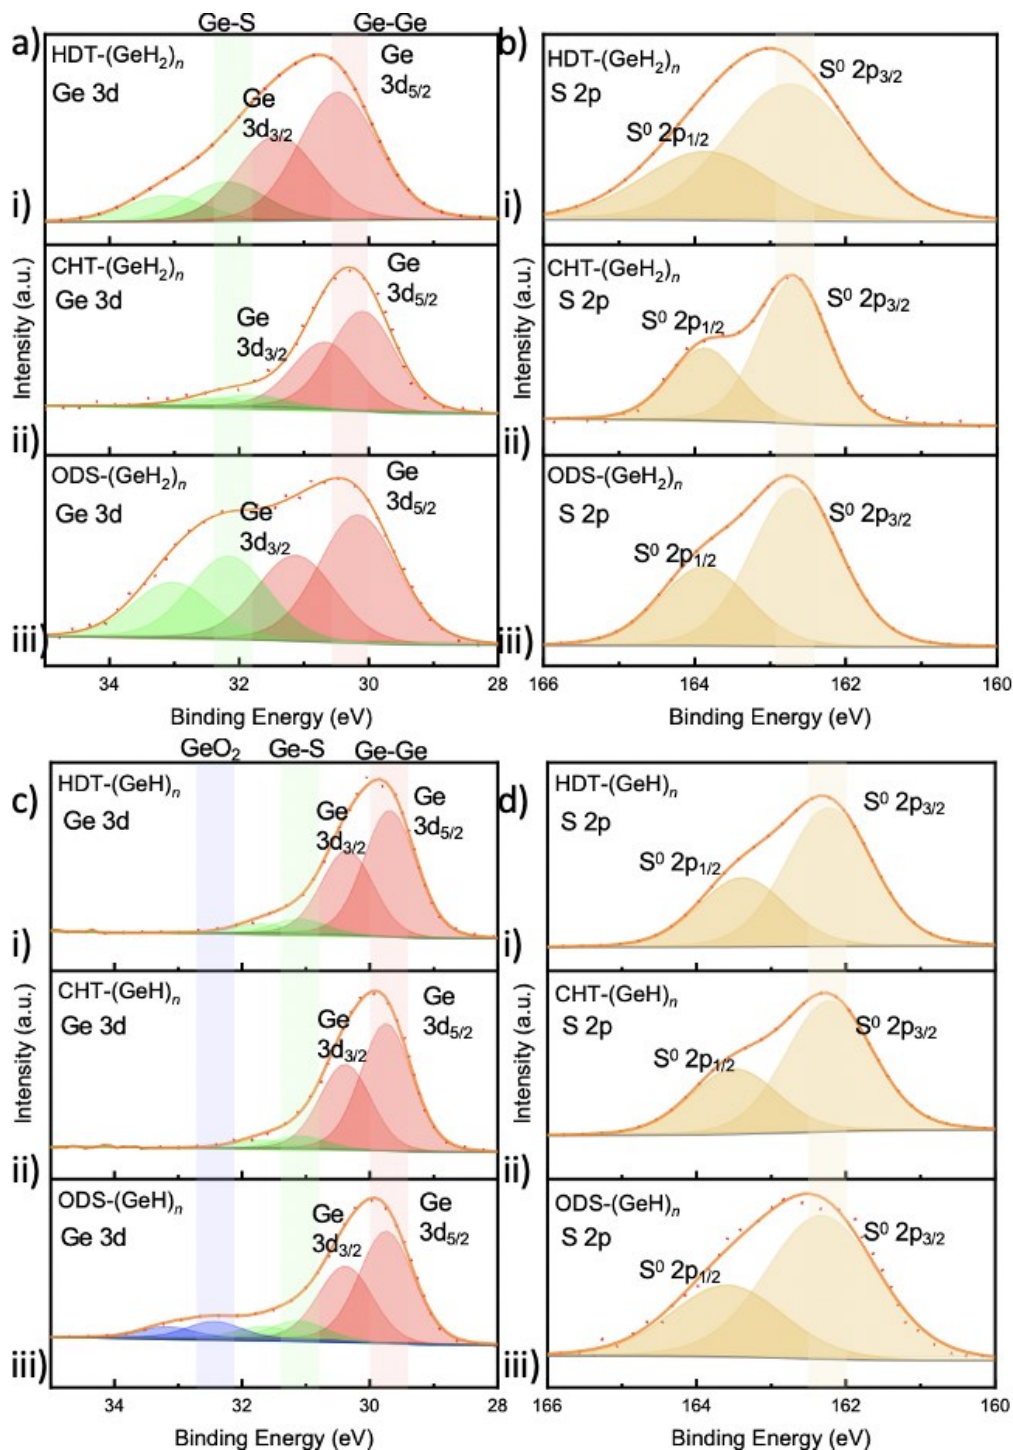 Ge-S Ge-Ge
a)
HDT-(GeH₂)ₙ
Ge 3d
Ge
3d₃/₂
Ge
3d₅/₂
i)
CHT-(GeH₂)ₙ
Ge 3d
Ge
3d₃/₂
Ge
3d₅/₂
ii)
ODS-(GeH₂)ₙ
Ge 3d
Ge
3d₃/₂
Ge
3d₅/₂
iii)
Intensity (a.u.)
34 32 30 28
Binding Energy (eV)
b)
HDT-(GeH₂)ₙ
S 2p
S⁰ 2p₁/₂
S⁰ 2p₃/₂
i)
CHT-(GeH₂)ₙ
S 2p
S⁰ 2p₁/₂
S⁰ 2p₃/₂
ii)
ODS-(GeH₂)ₙ
S 2p
S⁰ 2p₁/₂
S⁰ 2p₃/₂
iii)
Intensity (a.u.)
166 164 162 160
Binding Energy (eV)
GeO₂ Ge-S Ge-Ge
c)
HDT-(GeH)ₙ
Ge 3d
Ge
3d₃/₂
Ge
3d₅/₂
i)
CHT-(GeH)ₙ
Ge 3d
Ge
3d₃/₂
Ge
3d₅/₂
ii)
ODS-(GeH)ₙ
Ge 3d
Ge
3d₃/₂
Ge
3d₅/₂
iii)
Intensity (a.u.)
34 32 30 28
Binding Energy (eV)
d)
HDT-(GeH)ₙ
S 2p
S⁰ 2p₁/₂
S⁰ 2p₃/₂
i)
CHT-(GeH)ₙ
S 2p
S⁰ 2p₁/₂
S⁰ 2p₃/₂
ii)
ODS-(GeH)ₙ
S 2p
S⁰ 2p₁/₂
S⁰ 2p₃/₂
iii)
Intensity (a.u.)
166 164 162 160
Binding Energy (eV)